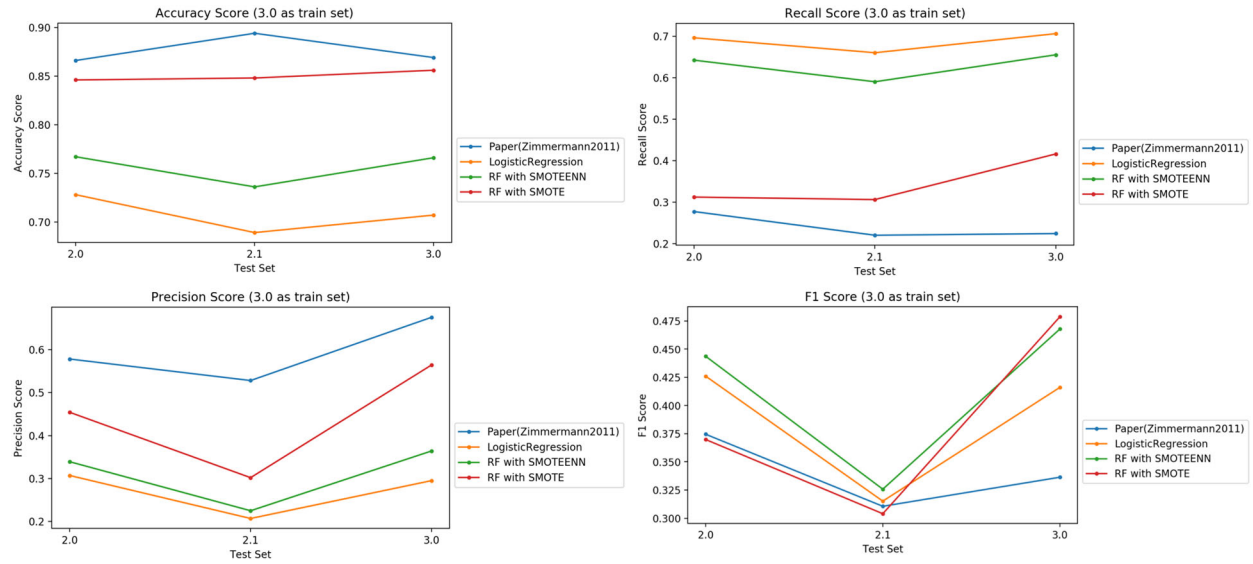 Accuracy Score (3.0 as train set)
0.90
0.85
0.80
0.75
0.70
Accuracy Score
2.0
2.1
3.0
Test Set
Paper(Zimmermann2011)
LogisticRegression
RF with SMOTEENN
RF with SMOTE
Recall Score (3.0 as train set)
0.7
0.6
0.5
0.4
0.3
0.2
Recall Score
2.0
2.1
3.0
Test Set
Paper(Zimmermann2011)
LogisticRegression
RF with SMOTEENN
RF with SMOTE
Precision Score (3.0 as train set)
0.6
0.5
0.4
0.3
0.2
Precision Score
2.0
2.1
3.0
Test Set
Paper(Zimmermann2011)
LogisticRegression
RF with SMOTEENN
RF with SMOTE
F1 Score (3.0 as train set)
0.475
0.450
0.425
0.400
0.375
0.350
0.325
0.300
F1 Score
2.0
2.1
3.0
Test Set
Paper(Zimmermann2011)
LogisticRegression
RF with SMOTEENN
RF with SMOTE